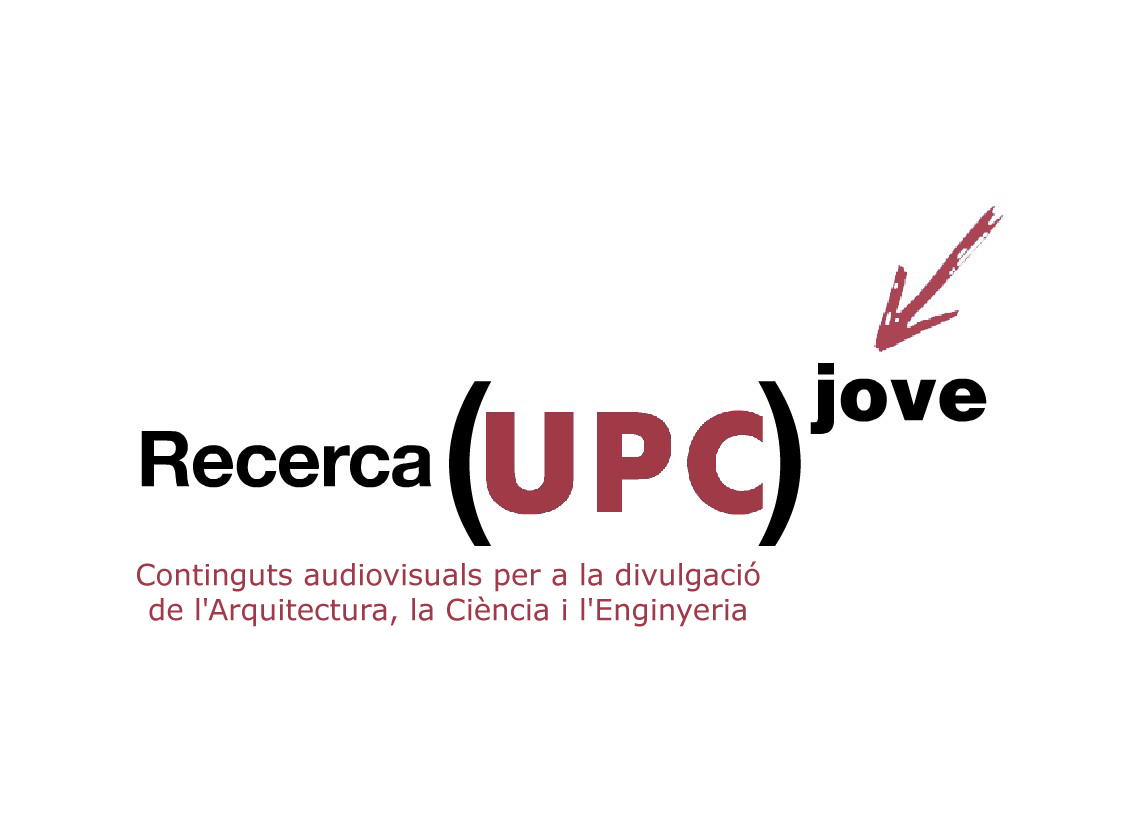 Recerca (UPC) jove
Continguts audiovisuals per a la divulgació
de l'Arquitectura, la Ciència i l'Enginyeria